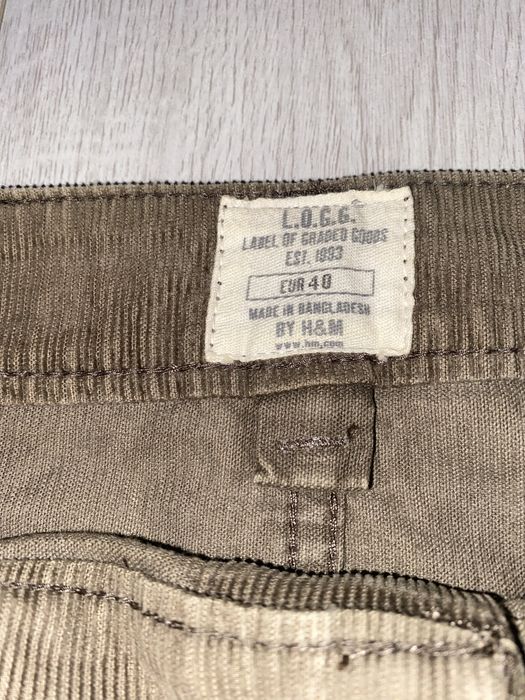 L.O.G.G.
LABEL OF GRADED GOODS
EST. 1993
EUR 40
MADE IN BANGLADESH
BY H&M
www.hm.com